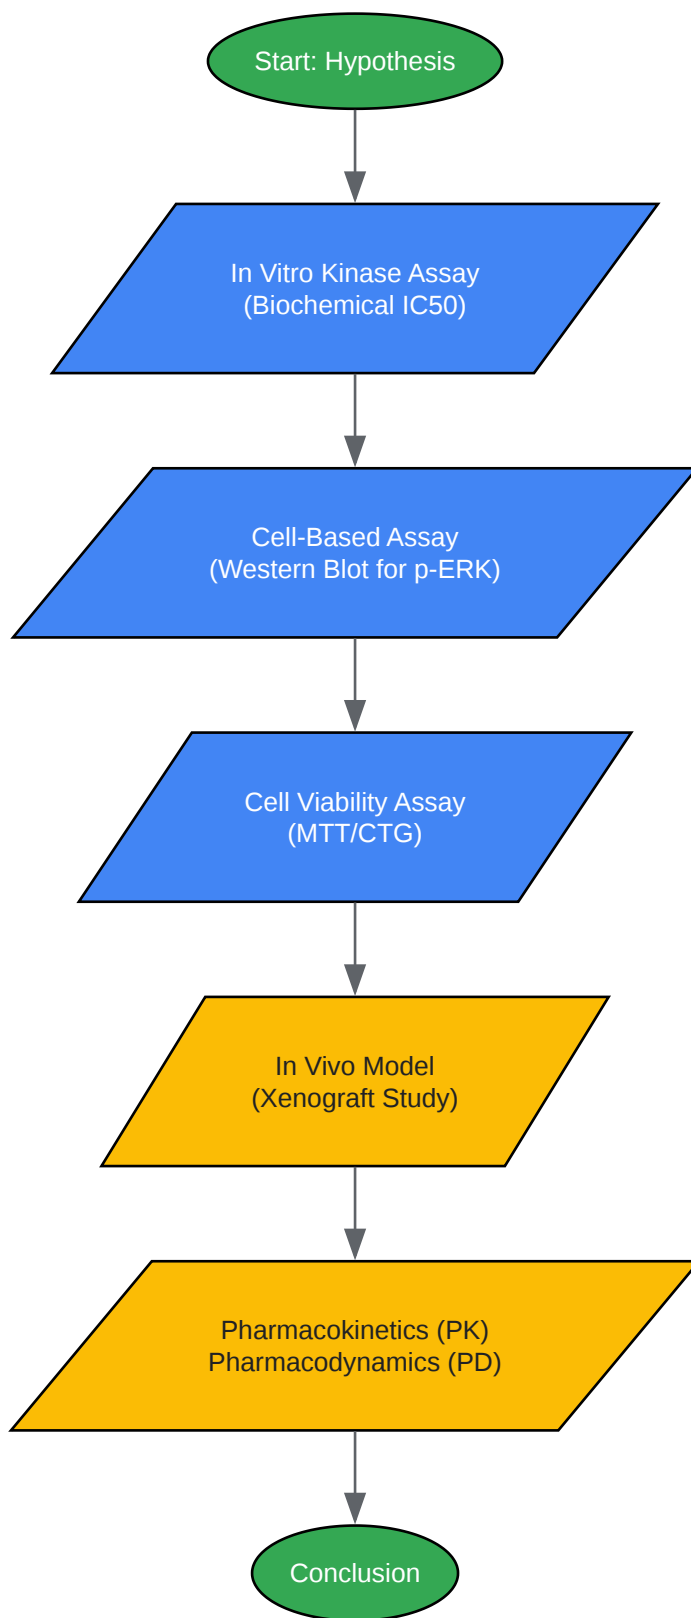 Start: Hypothesis
In Vitro Kinase Assay
(Biochemical IC50)
Cell-Based Assay
(Western Blot for p-ERK)
Cell Viability Assay
(MTT/CTG)
In Vivo Model
(Xenograft Study)
Pharmacokinetics (PK)
Pharmacodynamics (PD)
Conclusion